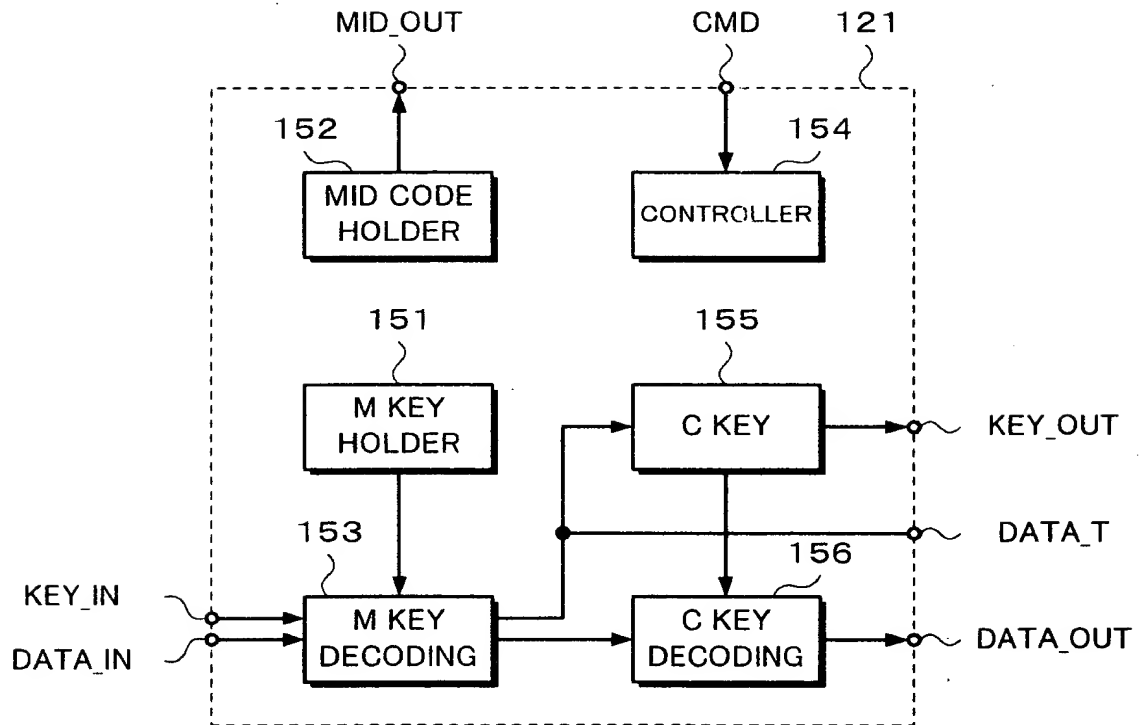 MID_OUT
CMD
121
152
154
MID CODE
HOLDER
CONTROLLER
151
155
M KEY
HOLDER
C KEY
KEY_OUT
153
156
DATA_T
KEY_IN
DATA_IN
M KEY
DECODING
C KEY
DECODING
DATA_OUT